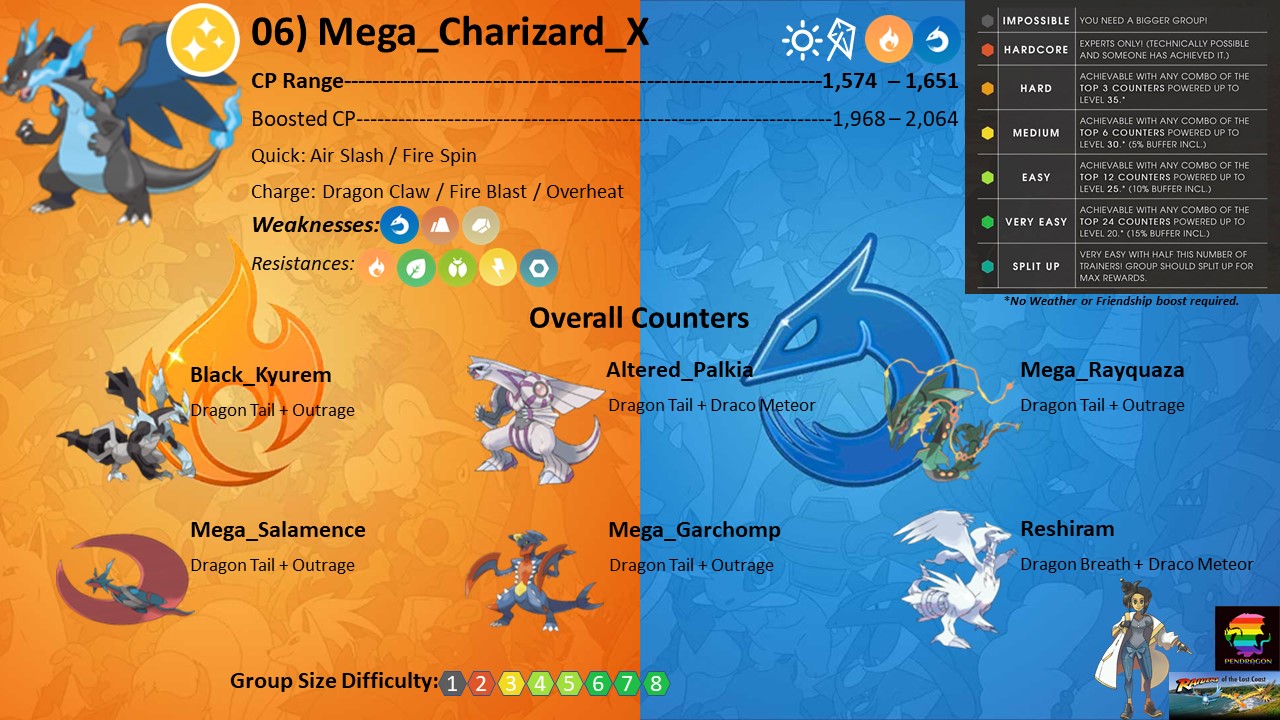 06) Mega_Charizard_X
CP Range--------------------------------------------------------------------1,574 – 1,651
Boosted CP--------------------------------------------------------------------1,968 – 2,064
Quick: Air Slash / Fire Spin
Charge: Dragon Claw / Fire Blast / Overheat
Weaknesses:
Resistances:
IMPOSSIBLE YOU NEED A BIGGER GROUP!
HARDCORE EXPERTS ONLY! (TECHNICALLY POSSIBLE
AND SOMEONE HAS ACHIEVED IT.)
HARD ACHIEVABLE WITH ANY COMBO OF THE
TOP 3 COUNTERS POWERED UP TO
LEVEL 35.*
MEDIUM ACHIEVABLE WITH ANY COMBO OF THE
TOP 6 COUNTERS POWERED UP TO
LEVEL 30.* (5% BUFFER INCL.)
EASY ACHIEVABLE WITH ANY COMBO OF THE
TOP 12 COUNTERS POWERED UP TO
LEVEL 25.* (10% BUFFER INCL.)
VERY EASY ACHIEVABLE WITH ANY COMBO OF THE
TOP 24 COUNTERS POWERED UP TO
LEVEL 20.* (15% BUFFER INCL.)
SPLIT UP VERY EASY WITH HALF THIS NUMBER OF
TRAINERS! GROUP SHOULD SPLIT UP FOR
MAX REWARDS.
*No Weather or Friendship boost required.
Overall Counters
Black_Kyurem
Dragon Tail + Outrage
Altered_Palkia
Dragon Tail + Draco Meteor
Mega_Rayquaza
Dragon Tail + Outrage
Mega_Salamence
Dragon Tail + Outrage
Mega_Garchomp
Dragon Tail + Outrage
Reshiram
Dragon Breath + Draco Meteor
Group Size Difficulty: 1 2 3 4 5 6 7 8
PENDRAGON
RAIDERS of the Lost Coast